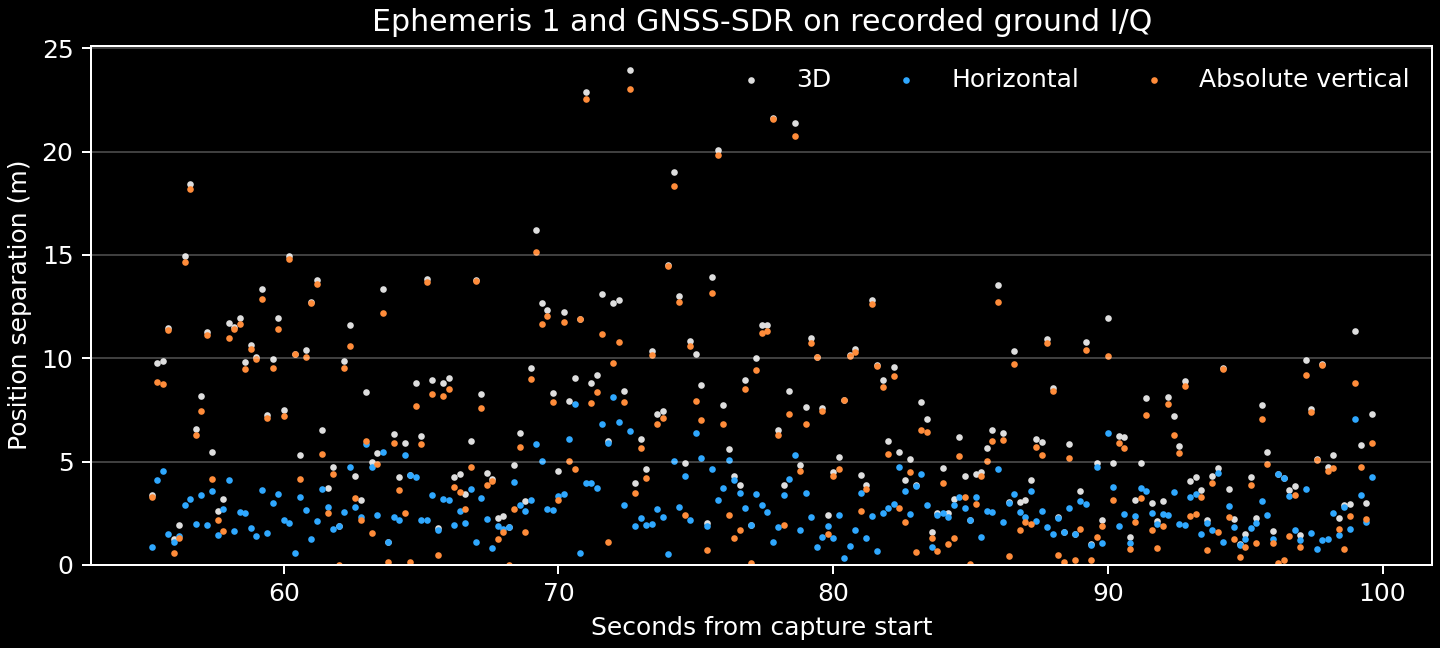 Ephemeris 1 and GNSS-SDR on recorded ground I/Q
3D Horizontal Absolute vertical
Position separation (m)
25
20
15
10
5
0
60 70 80 90 100
Seconds from capture start